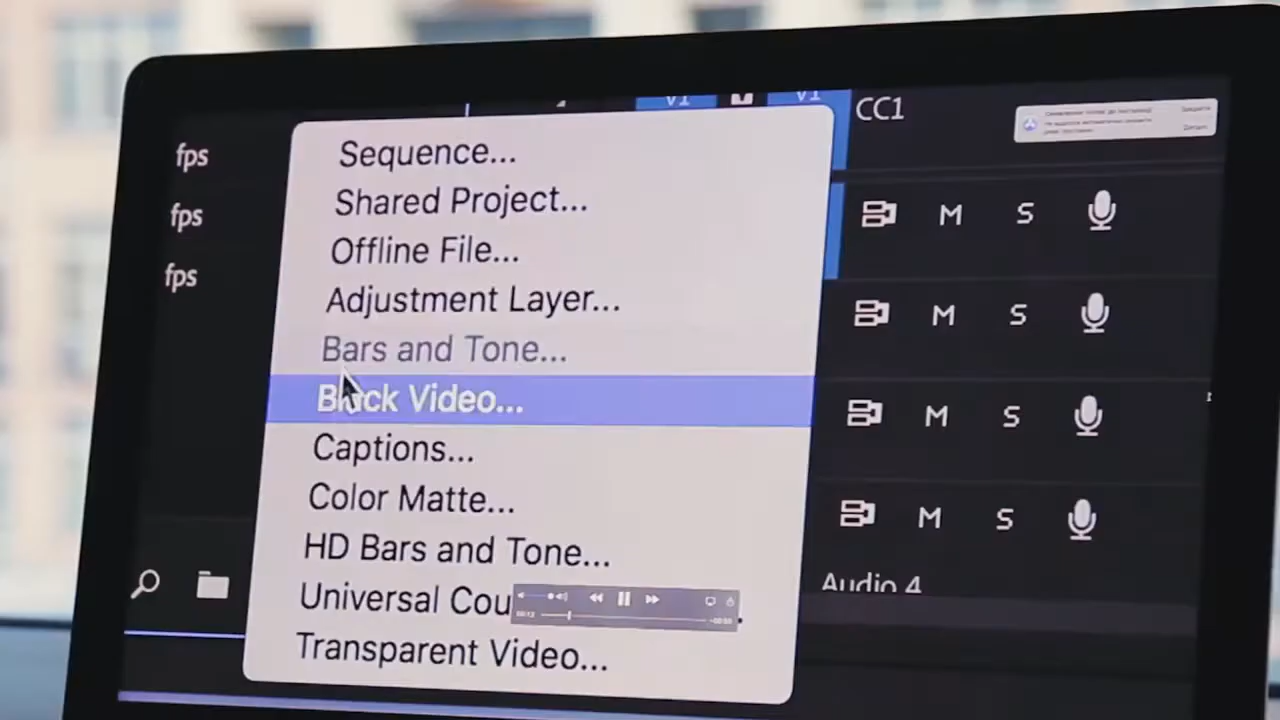 V1
V1
CC1
fps
fps
fps
Sequence...
Shared Project...
Offline File...
Adjustment Layer...
Bars and Tone...
Black Video...
Captions...
Color Matte...
HD Bars and Tone...
Universal Cou
Transparent Video...
M S
M S
M S
M S
Audio 4